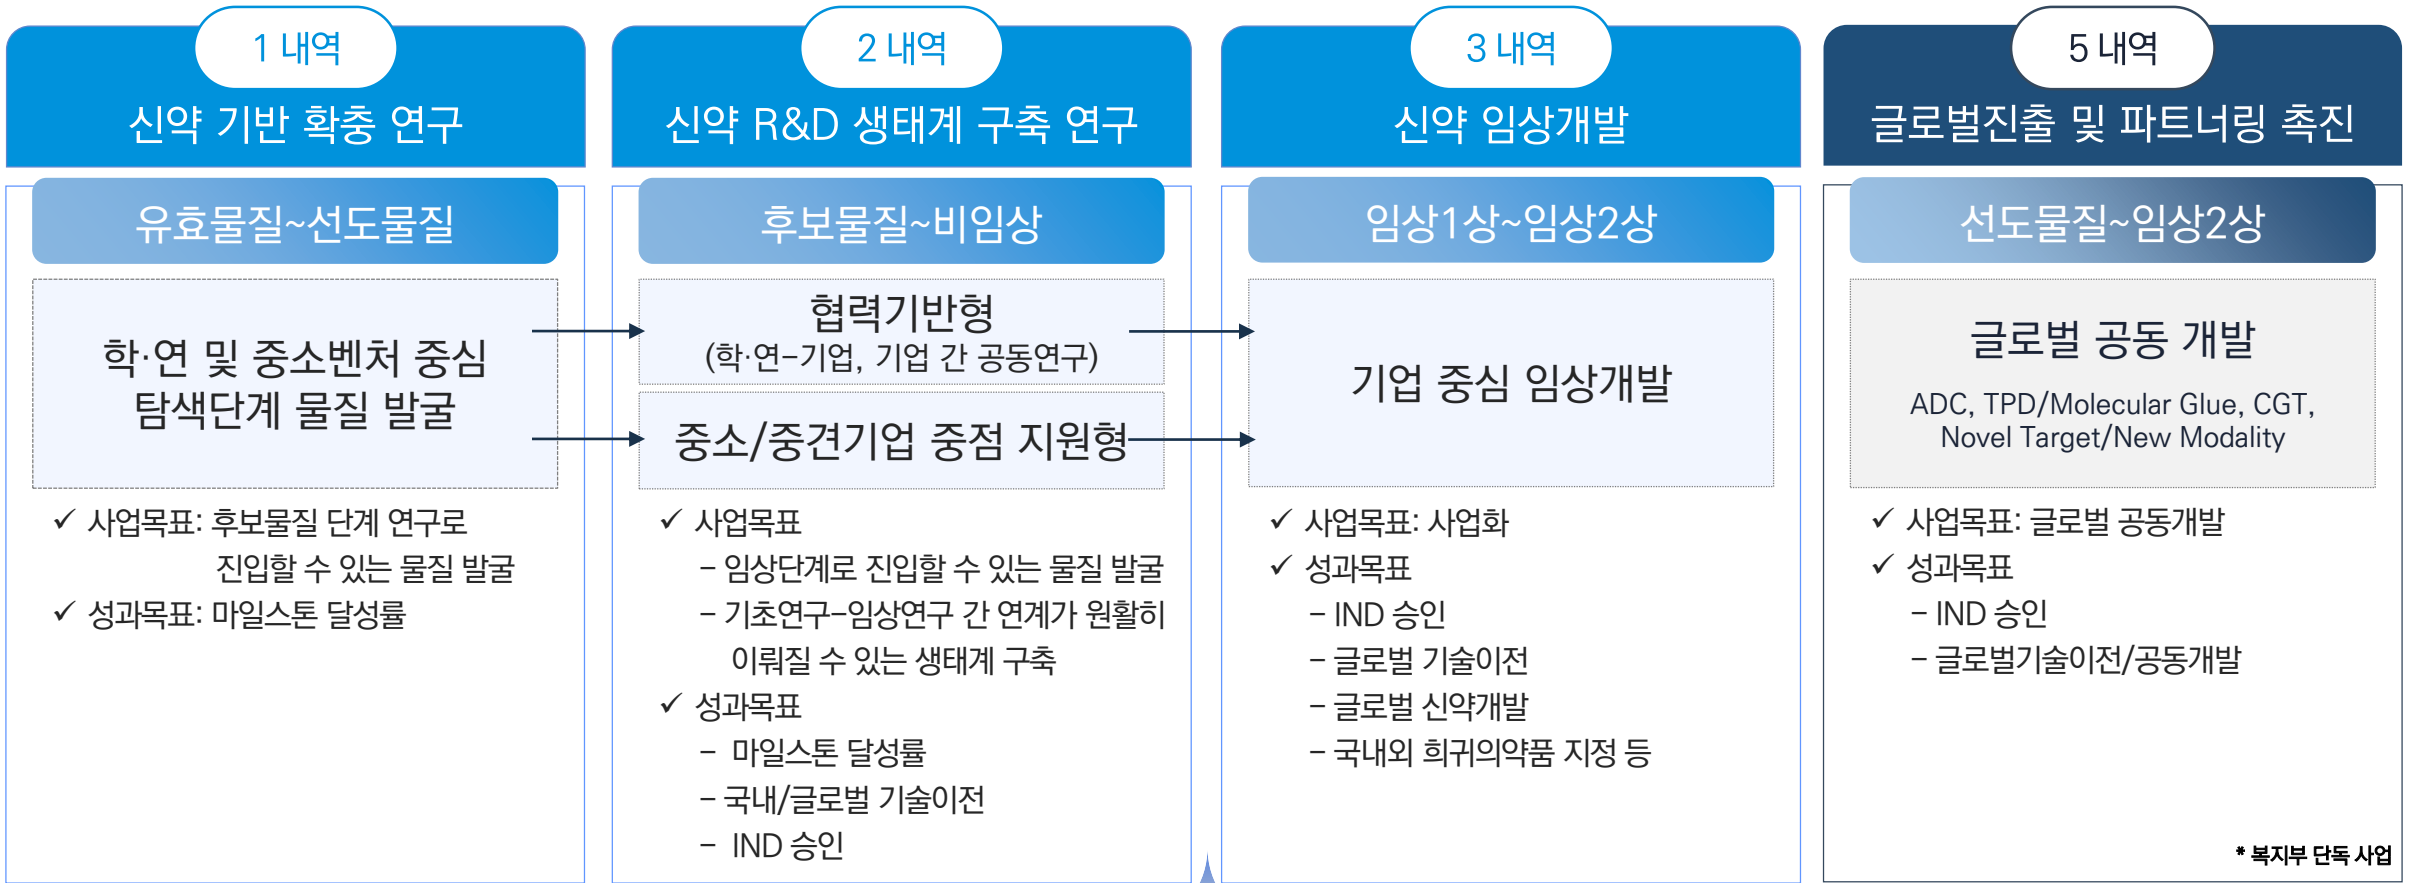 1 내역
신약 기반 확충 연구
유효물질~선도물질
학·연 및 중소벤처 중심
탐색단계 물질 발굴
✓ 사업목표: 후보물질 단계 연구로
진입할 수 있는 물질 발굴
✓ 성과목표: 마일스톤 달성률
2 내역
신약 R&D 생태계 구축 연구
후보물질~비임상
협력기반형
(학·연-기업, 기업 간 공동연구)
중소/중견기업 중점 지원형
✓ 사업목표
- 임상단계로 진입할 수 있는 물질 발굴
- 기초연구-임상연구 간 연계가 원활히
이뤄질 수 있는 생태계 구축
✓ 성과목표
- 마일스톤 달성률
- 국내/글로벌 기술이전
- IND 승인
3 내역
신약 임상개발
임상1상~임상2상
기업 중심 임상개발
✓ 사업목표: 사업화
✓ 성과목표
- IND 승인
- 글로벌 기술이전
- 글로벌 신약개발
- 국내외 희귀의약품 지정 등
5 내역
글로벌진출 및 파트너링 촉진
선도물질~임상2상
글로벌 공동 개발
ADC, TPD/Molecular Glue, CGT,
Novel Target/New Modality
✓ 사업목표: 글로벌 공동개발
✓ 성과목표
- IND 승인
- 글로벌기술이전/공동개발
* 복지부 단독 사업